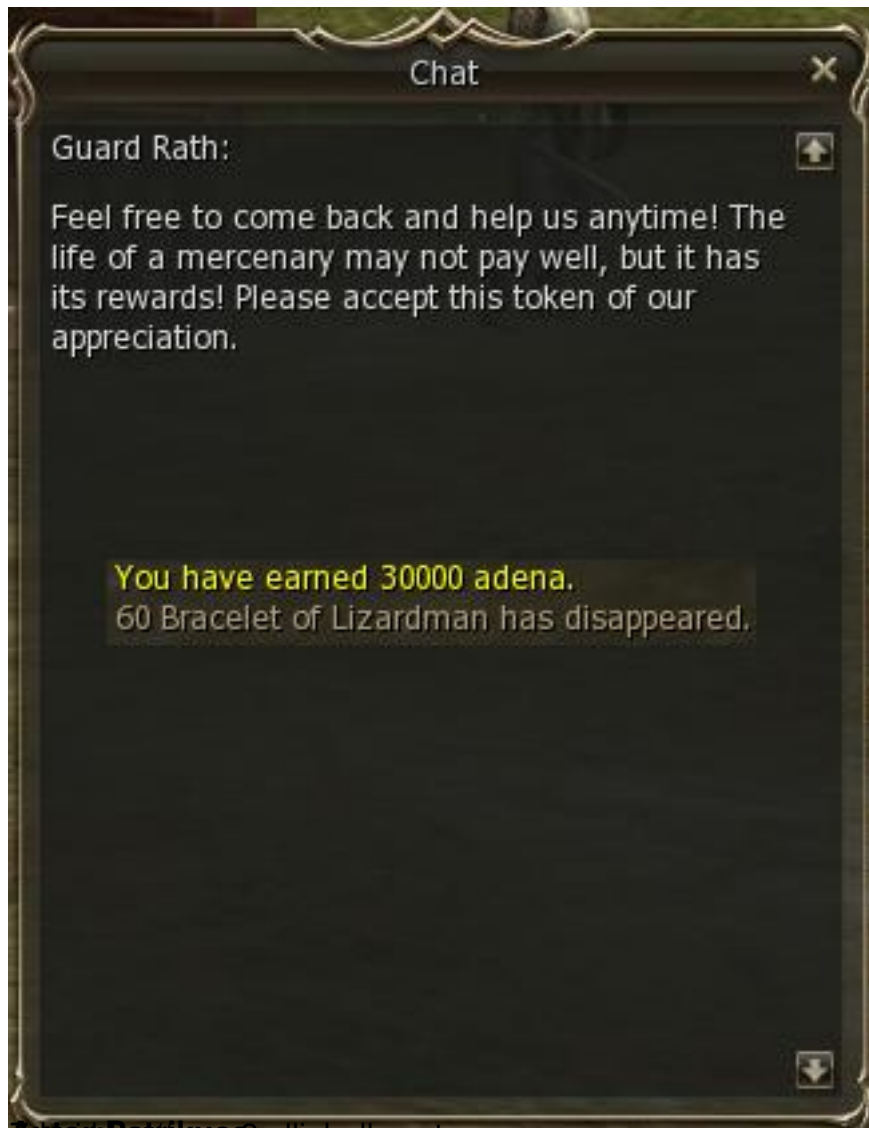 Chat
Guard Rath:
Feel free to come back and help us anytime! The
life of a mercenary may not pay well, but it has
its rewards! Please accept this token of our
appreciation.
You have earned 30000 adena.
60 Bracelet of Lizardman has disappeared.